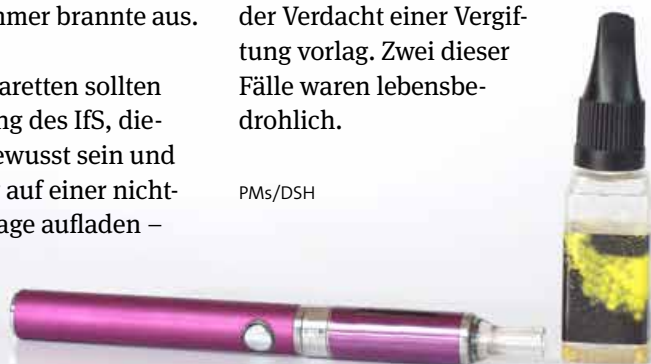 mmer brannte aus.
aretten sollten
ng des IfS, die-
ewusst sein und
auf einer nicht-
age aufladen –
der Verdacht einer Vergif-
tung vorlag. Zwei dieser
Fälle waren lebensbe-
drohlich.
PMs/DSH